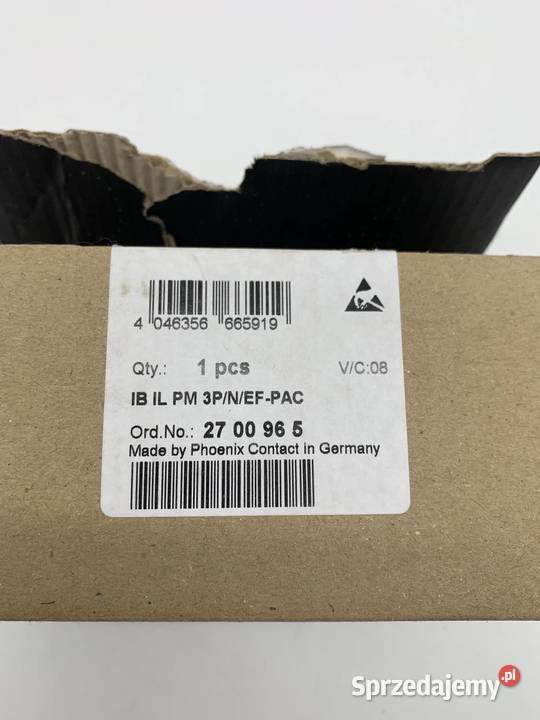 4 046356 665919
Qty.: 1 pcs V/C:08
IB IL PM 3P/N/EF-PAC
Ord.No.: 27 00 96 5
Made by Phoenix Contact in Germany
Sprzedajemy.pl